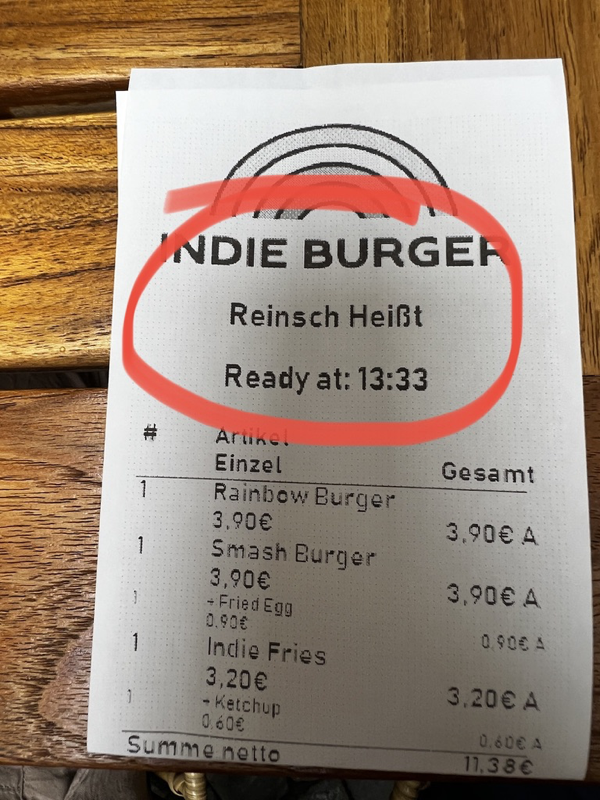 INDIE BURGER
Reinsch Heißt
Ready at: 13:33
# Artikel
Einzel Gesamt
1 Rainbow Burger
3,90€ 3,90€ A
1 Smash Burger
3,90€ 3,90€ A
1 + Fried Egg
0,90€ 0,90€ A
1 Indie Fries
3,20€ 3,20€ A
1 + Ketchup
0,60€ 0,60€ A
Summe netto 11,38€